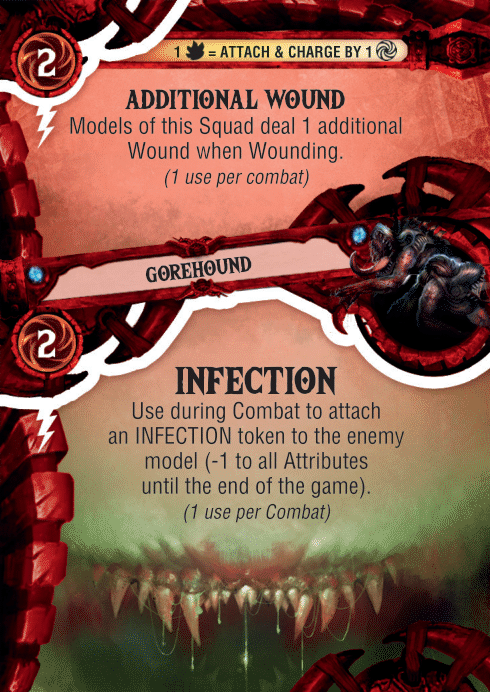 2
1 = ATTACH & CHARGE BY 1
ADDITIONAL WOUND
Models of this Squad deal 1 additional
Wound when Wounding.
(1 use per combat)
GOREHOUND
2
INFECTION
Use during Combat to attach
an INFECTION token to the enemy
model (-1 to all Attributes
until the end of the game).
(1 use per Combat)